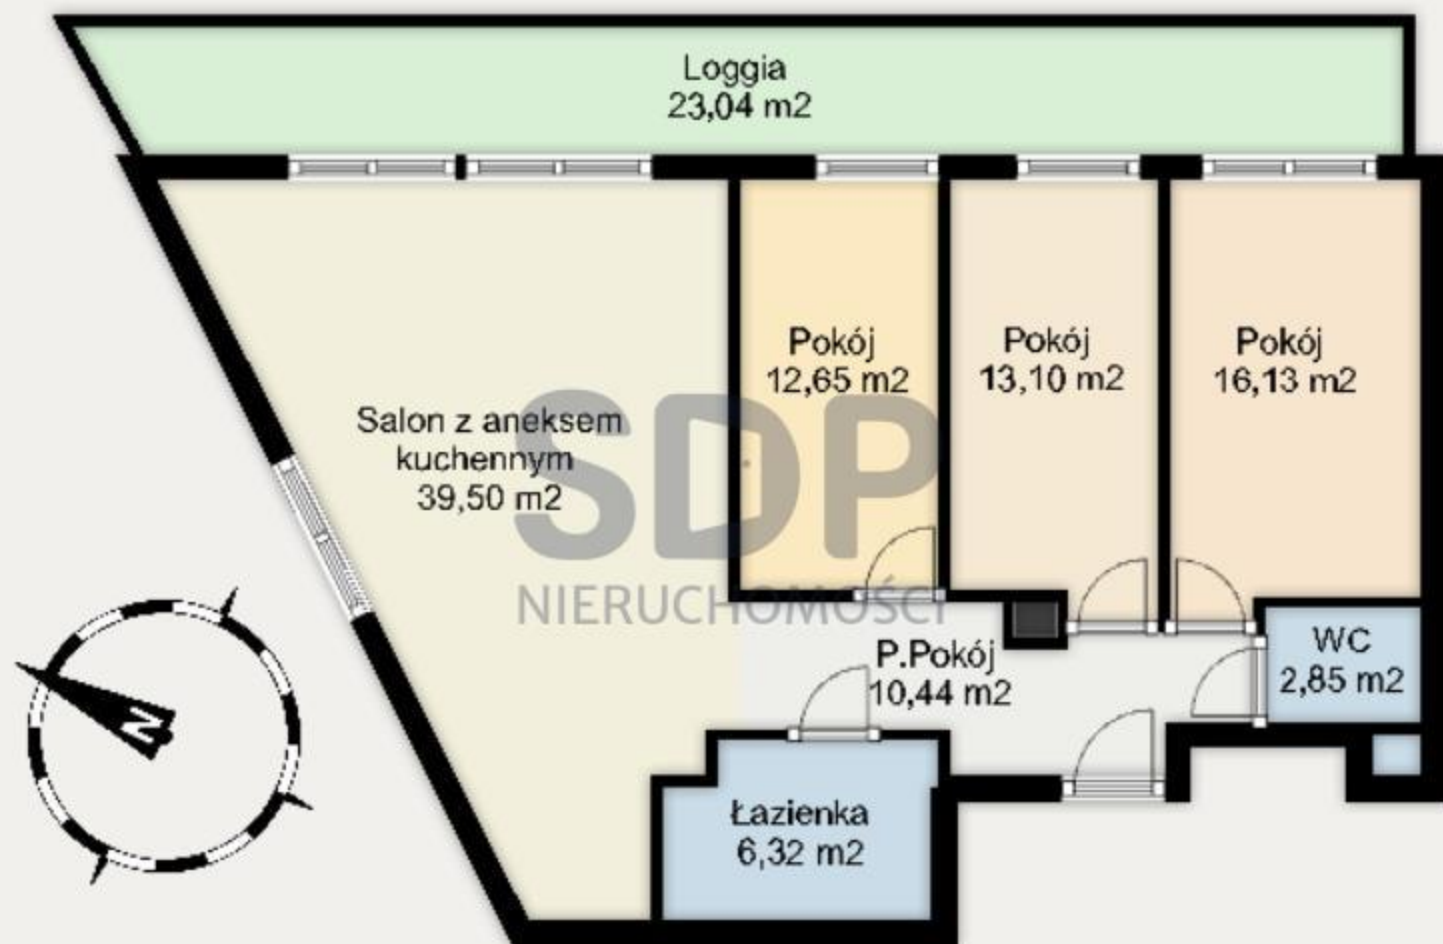 Loggia
23,04 m2
Pokój
12,65 m2
Pokój
13,10 m2
Pokój
16,13 m2
Salon z aneksem
kuchennym
39,50 m2
SDP
NIERUCHOMOŚCI
P.Pokój
10,44 m2
WC
2,85 m2
Łazienka
6,32 m2
N